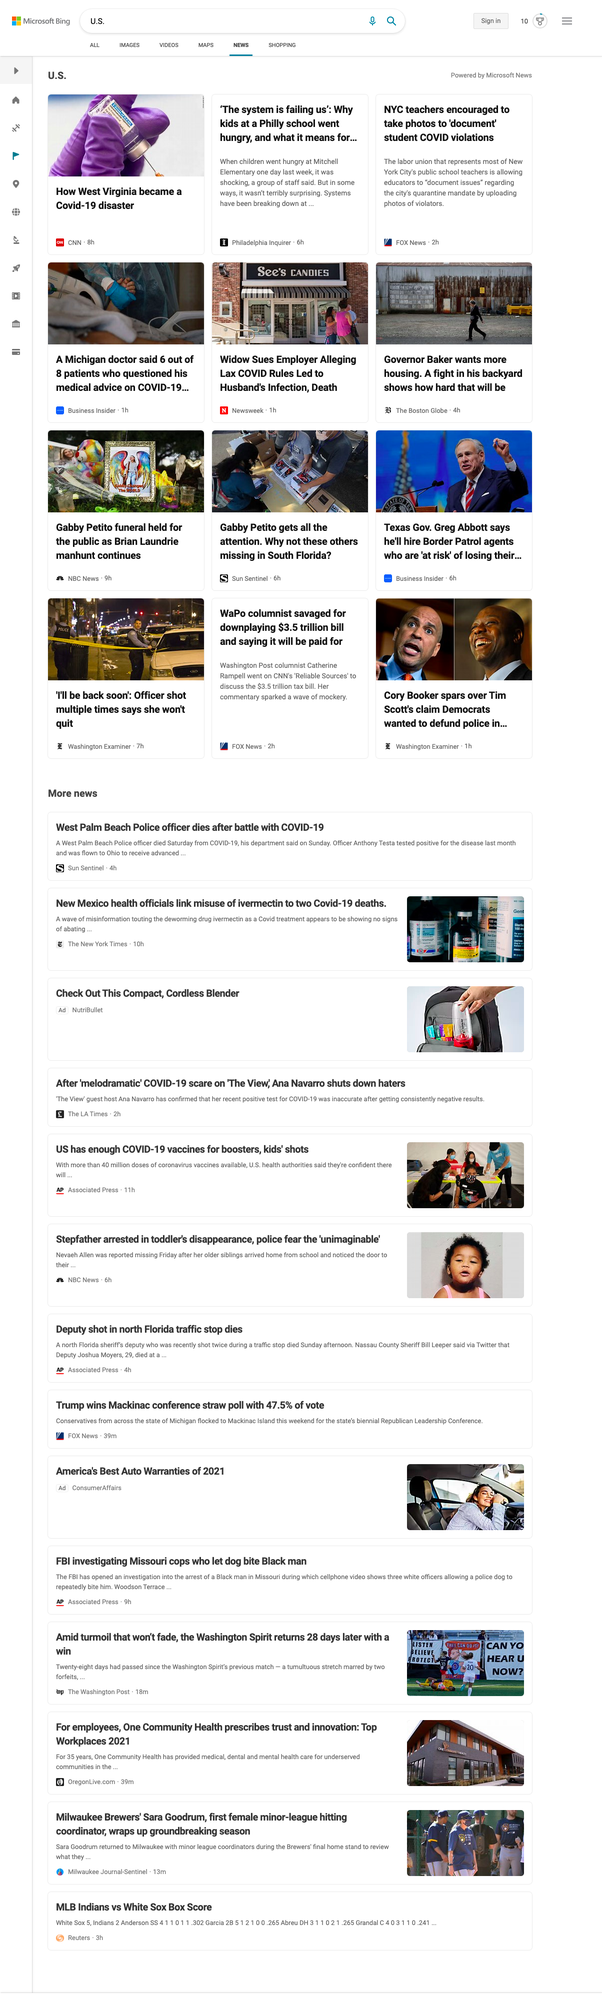 Microsoft Bing
U.S.
Sign in
10
ALL IMAGES VIDEOS MAPS NEWS SHOPPING
U.S.
Powered by Microsoft News
How West Virginia became a
Covid-19 disaster
CNN · 8h
'The system is failing us': Why
kids at a Philly school went
hungry, and what it means for...
When children went hungry at Mitchell
Elementary one day last week, it was
shocking, a group of staff said. But in some
ways, it wasn't terribly surprising. Systems
have been breaking down at ...
Philadelphia Inquirer · 6h
NYC teachers encouraged to
take photos to 'document'
student COVID violations
The labor union that represents most of New
York City's public school teachers is allowing
educators to "document issues" regarding
the city's quarantine mandate by uploading
photos of violators.
FOX News · 2h
A Michigan doctor said 6 out of
8 patients who questioned his
medical advice on COVID-19...
Business Insider · 1h
See's CANDIES
Widow Sues Employer Alleging
Lax COVID Rules Led to
Husband's Infection, Death
Newsweek · 1h
Governor Baker wants more
housing. A fight in his backyard
shows how hard that will be
The Boston Globe · 4h
Gabby Petito funeral held for
the public as Brian Laundrie
manhunt continues
NBC News · 9h
Gabby Petito gets all the
attention. Why not these others
missing in South Florida?
Sun Sentinel · 6h
Texas Gov. Greg Abbott says
he'll hire Border Patrol agents
who are 'at risk' of losing their...
Business Insider · 6h
'I'll be back soon': Officer shot
multiple times says she won't
quit
Washington Examiner · 7h
WaPo columnist savaged for
downplaying $3.5 trillion bill
and saying it will be paid for
Washington Post columnist Catherine
Rampell went on CNN's 'Reliable Sources' to
discuss the $3.5 trillion tax bill. Her
commentary sparked a wave of mockery.
FOX News · 2h
Cory Booker spars over Tim
Scott's claim Democrats
wanted to defund police in...
Washington Examiner · 1h
More news
West Palm Beach Police officer dies after battle with COVID-19
A West Palm Beach Police officer died Saturday from COVID-19, his department said on Sunday. Officer Anthony Testa tested positive for the disease last month
and was flown to Ohio to receive advanced ...
Sun Sentinel · 4h
New Mexico health officials link misuse of ivermectin to two Covid-19 deaths.
A wave of misinformation touting the deworming drug ivermectin as a Covid treatment appears to be showing no signs
of abating ...
The New York Times · 10h
Check Out This Compact, Cordless Blender
Ad NutriBullet
After 'melodramatic' COVID-19 scare on 'The View,' Ana Navarro shuts down haters
'The View' guest host Ana Navarro has confirmed that her recent positive test for COVID-19 was inaccurate after getting consistently negative results.
The LA Times · 2h
US has enough COVID-19 vaccines for boosters, kids' shots
With more than 40 million doses of coronavirus vaccines available, U.S. health authorities said they're confident there
will ...
AP Associated Press · 11h
Stepfather arrested in toddler's disappearance, police fear the 'unimaginable'
Nevaeh Allen was reported missing Friday after her older siblings arrived home from school and noticed the door to
their ...
NBC News · 6h
Deputy shot in north Florida traffic stop dies
A north Florida sheriff's deputy who was recently shot twice during a traffic stop died Sunday afternoon. Nassau County Sheriff Bill Leeper said via Twitter that
Deputy Joshua Moyers, 29, died at a ...
AP Associated Press · 4h
Trump wins Mackinac conference straw poll with 47.5% of vote
Conservatives from across the state of Michigan flocked to Mackinac Island this weekend for the state's biennial Republican Leadership Conference.
FOX News · 39m
America's Best Auto Warranties of 2021
Ad ConsumerAffairs
FBI investigating Missouri cops who let dog bite Black man
The FBI has opened an investigation into the arrest of a Black man in Missouri during which cellphone video shows three white officers allowing a police dog to
repeatedly bite him. Woodson Terrace ...
AP Associated Press · 9h
Amid turmoil that won't fade, the Washington Spirit returns 28 days later with a
win
Twenty-eight days had passed since the Washington Spirit's previous match — a tumultuous stretch marred by two
forfeits, ...
wp The Washington Post · 18m
LISTEN
BELIEVE
PROTECT
CAN YO
HEAR U
NOW?
For employees, One Community Health prescribes trust and innovation: Top
Workplaces 2021
For 35 years, One Community Health has provided medical, dental and mental health care for underserved
communities in the ...
OregonLive.com · 39m
Milwaukee Brewers' Sara Goodrum, first female minor-league hitting
coordinator, wraps up groundbreaking season
Sara Goodrum returned to Milwaukee with minor league coordinators during the Brewers' final home stand to review
what they ...
Milwaukee Journal-Sentinel · 13m
MLB Indians vs White Sox Box Score
White Sox 5, Indians 2 Anderson SS 4 1 1 0 1 1 .302 Garcia 2B 5 1 2 1 0 0 .265 Abreu DH 3 1 1 0 2 1 .265 Grandal C 4 0 3 1 1 0 .241 ...
Reuters · 3h